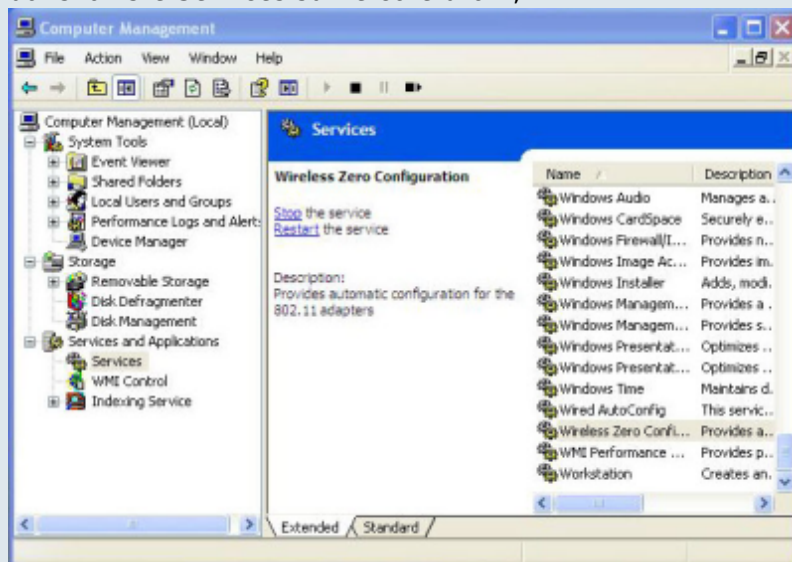 Computer Management
File Action View Window Help
Computer Management (Local)
System Tools
Event Viewer
Shared Folders
Local Users and Groups
Performance Logs and Alert
Device Manager
Storage
Removable Storage
Disk Defragmenter
Disk Management
Services and Applications
Services
WMI Control
Indexing Service
Services
Wireless Zero Configuration
Stop the service
Restart the service
Description:
Provides automatic configuration for the
802.11 adapters
Name Description
Windows Audio Manages a..
Windows CardSpace Securely e...
Windows Firewall/I... Provides n...
Windows Image Ac... Provides im.
Windows Installer Adds, modi.
Windows Managem... Provides a .
Windows Managem... Provides s...
Windows Presentat... Optimizes ..
Windows Presentat... Optimizes ..
Windows Time Maintains d.
Wired AutoConfig This servic...
Wireless Zero Confi... Provides a...
WMI Performance ... Provides p...
Workstation Creates an.
Extended Standard